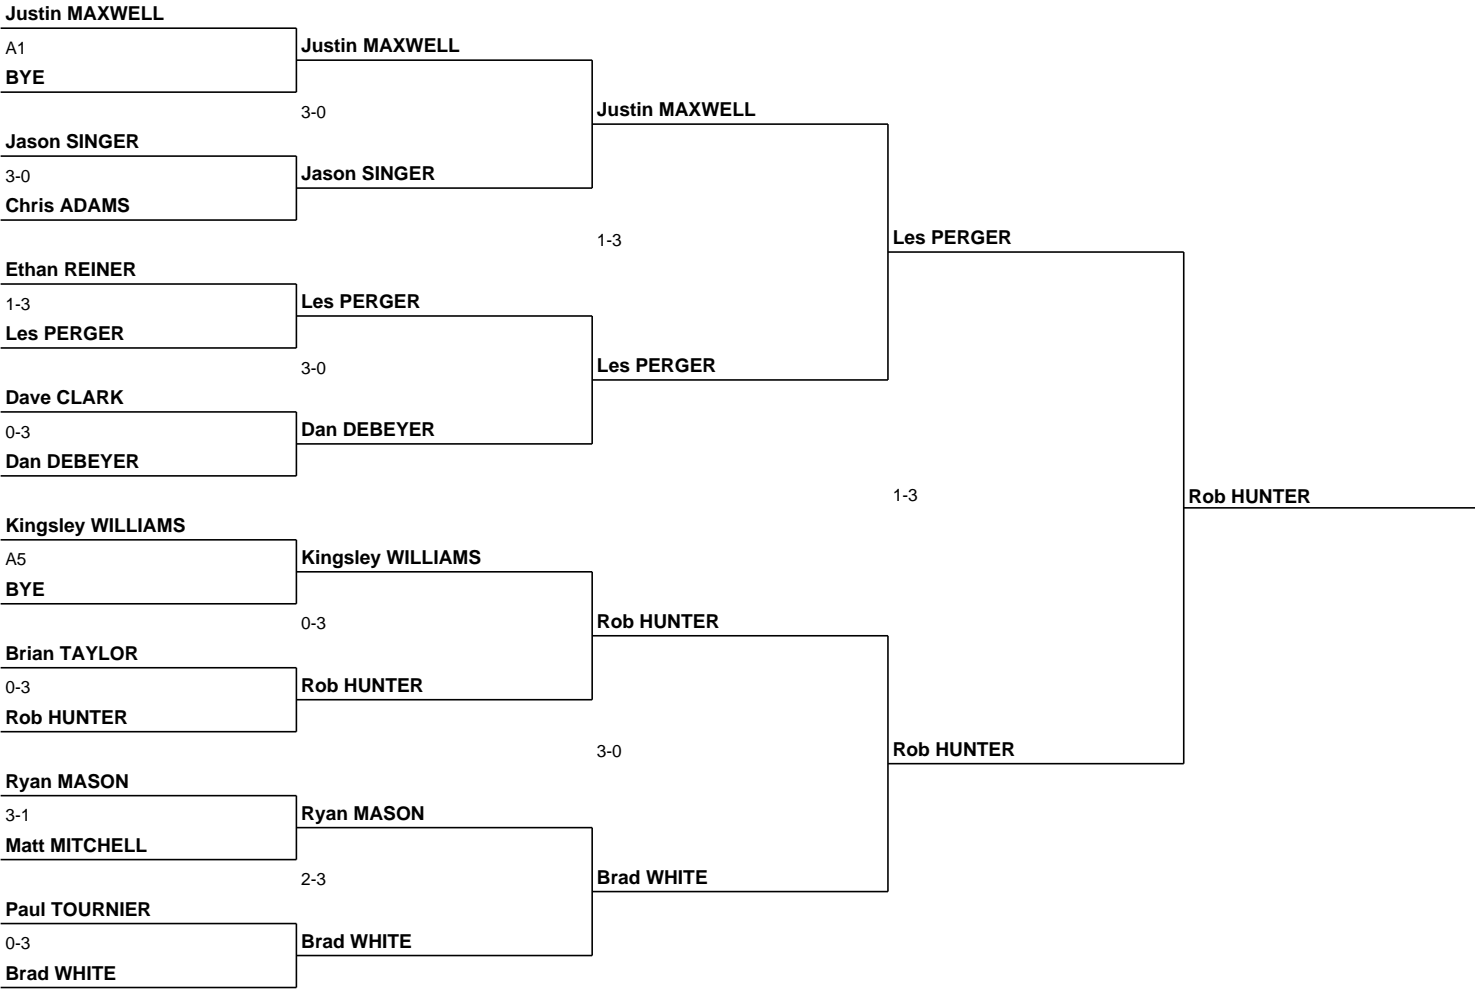 Justin MAXWELL
A1
BYE
Jason SINGER
3-0
Chris ADAMS
Ethan REINER
1-3
Les PERGER
Dave CLARK
0-3
Dan DEBEYER
Kingsley WILLIAMS
A5
BYE
Brian TAYLOR
0-3
Rob HUNTER
Ryan MASON
3-1
Matt MITCHELL
Paul TOURNIER
0-3
Brad WHITE
Justin MAXWELL
3-0
Jason SINGER
Les PERGER
3-0
Dan DEBEYER
Kingsley WILLIAMS
0-3
Rob HUNTER
Ryan MASON
2-3
Brad WHITE
Justin MAXWELL
1-3
Les PERGER
Rob HUNTER
3-0
Brad WHITE
Les PERGER
1-3
Rob HUNTER
Rob HUNTER